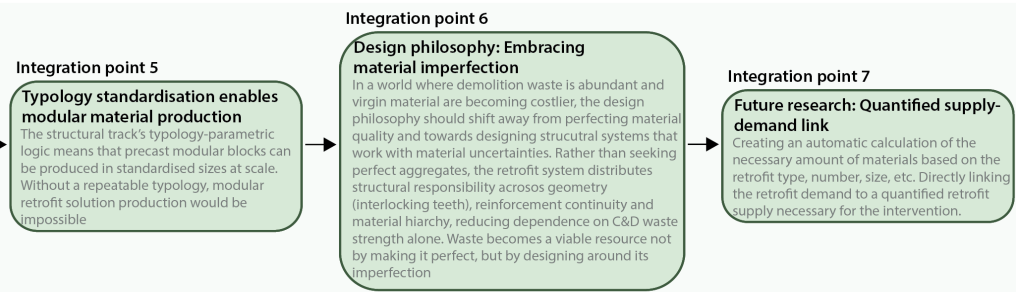 Integration point 5
Typology standardisation enables
modular material production
The structural track's typology-parametric
logic means that precast modular blocks can
be produced in standardised sizes at scale.
Without a repeatable typology, modular
retrofit solution production would be
impossible
Integration point 6
Design philosophy: Embracing
material imperfection
In a world where demolition waste is abundant and
virgin material are becoming costlier, the design
philosophy should shift away from perfecting material
quality and towards designing strucutral systems that
work with material uncertainties. Rather than seeking
perfect aggregates, the retrofit system distributes
structural responsibility acrosos geometry
(interlocking teeth), reinforcement continuity and
material hiarchy, reducing dependence on C&D waste
strength alone. Waste becomes a viable resource not
by making it perfect, but by designing around its
imperfection
Integration point 7
Future research: Quantified supply-
demand link
Creating an automatic calculation of the
necessary amount of materials based on the
retrofit type, number, size, etc. Directly linking
the retrofit demand to a quantified retrofit
supply necessary for the intervention.